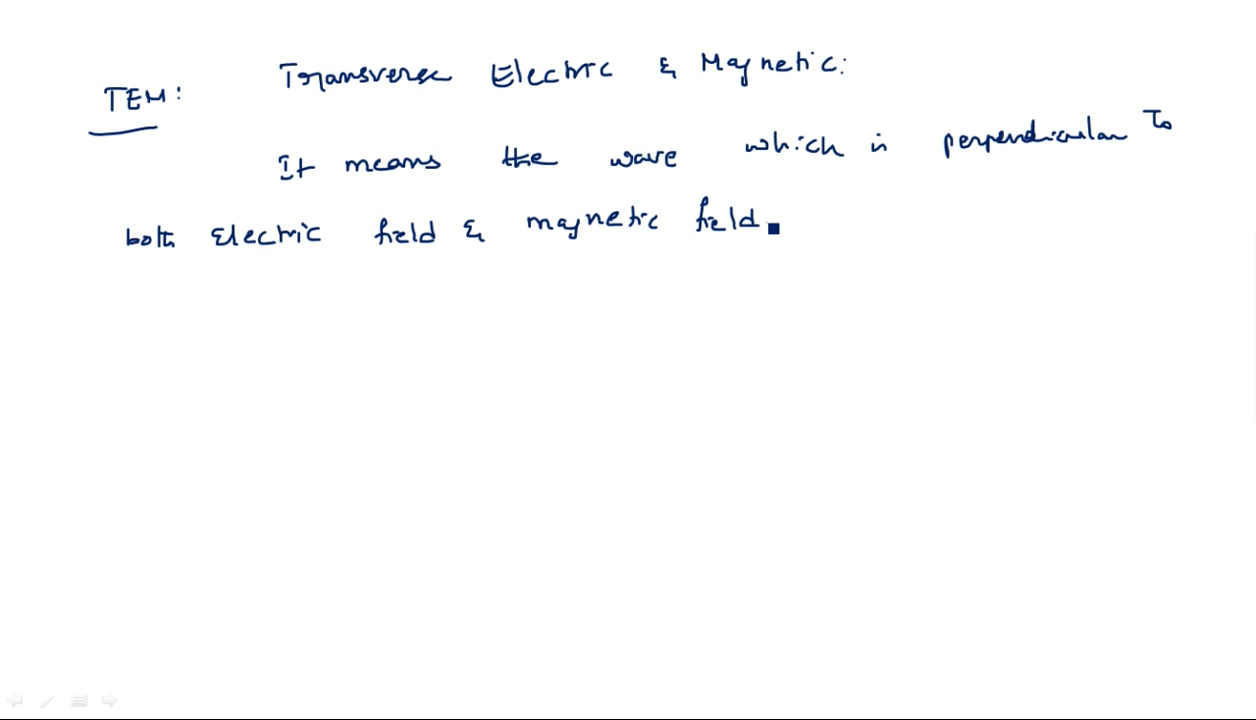 TEM: Transverse Electric & Magnetic:
It means the wave which is perpendicular to
both Electric field & magnetic field.